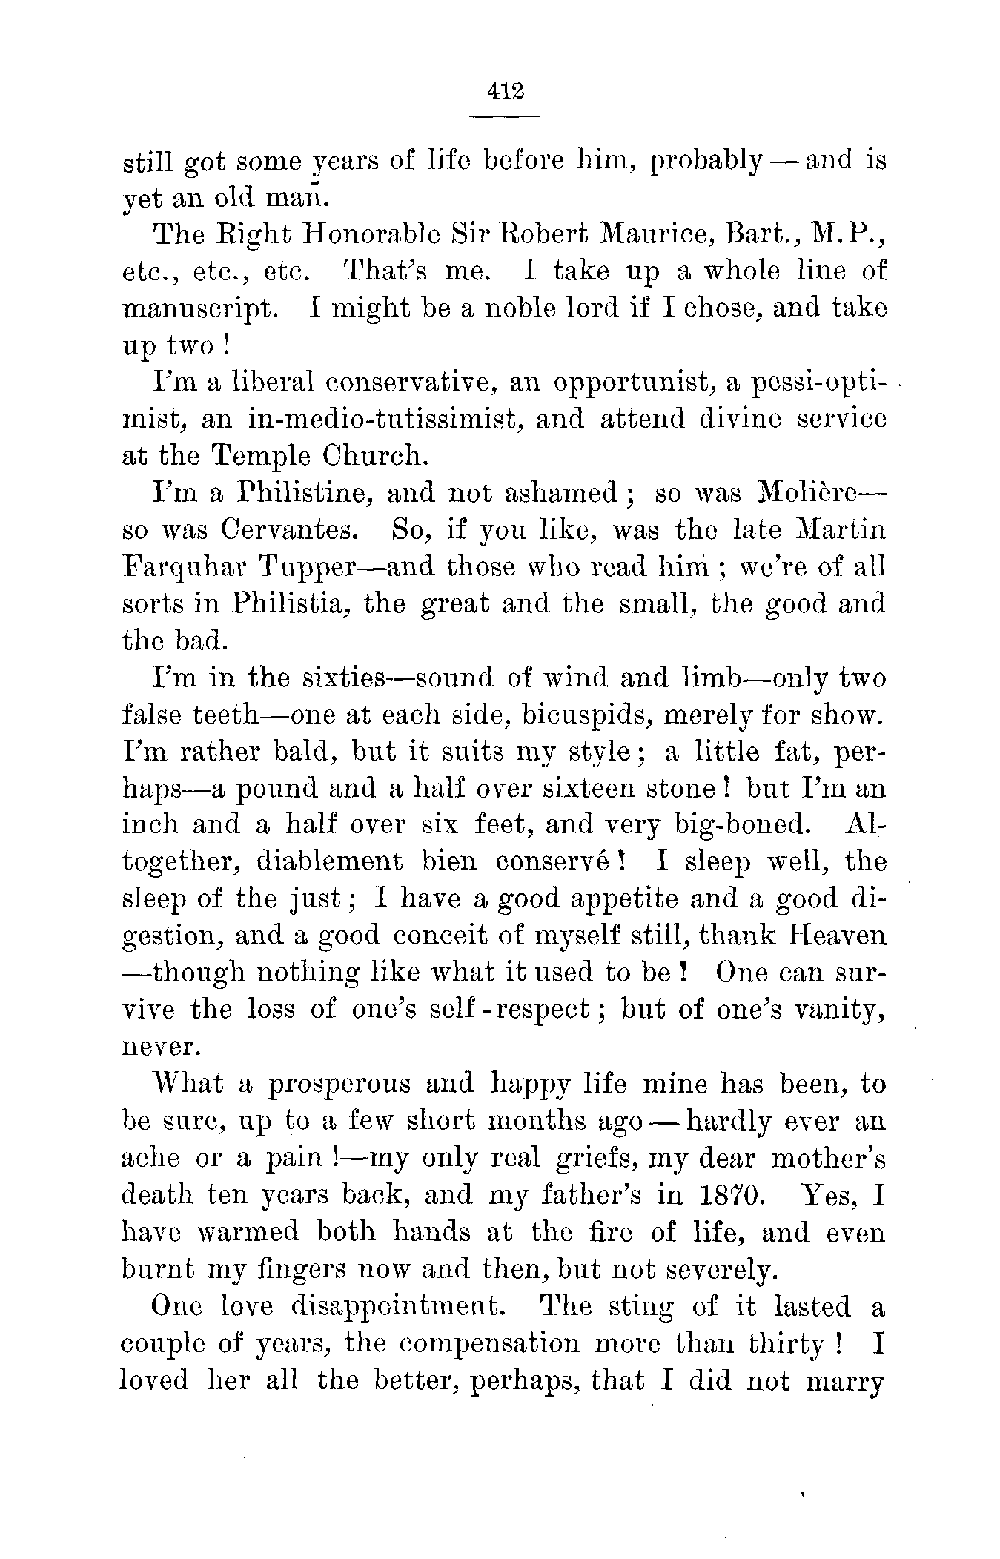 412
still got some years of life before him, probably — and is
yet an old man.
The Right Honorable Sir Robert Maurice, Bart., M.P.,
etc., etc., etc. That's me. I take up a whole line of
manuscript. I might be a noble lord if I chose, and take
up two !
I'm a liberal conservative, an opportunist, a pessi-opti-
mist, an in-medio-tutissimist, and attend divine service
at the Temple Church.
I'm a Philistine, and not ashamed ; so was Molière—
so was Cervantes. So, if you like, was the late Martin
Farquhar Tupper—and those who read him ; we're of all
sorts in Philistia, the great and the small, the good and
the bad.
I'm in the sixties—sound of wind and limb—only two
false teeth—one at each side, bicuspids, merely for show.
I'm rather bald, but it suits my style ; a little fat, per-
haps—a pound and a half over sixteen stone ! but I'm an
inch and a half over six feet, and very big-boned. Al-
together, diablement bien conservé ! I sleep well, the
sleep of the just ; I have a good appetite and a good di-
gestion, and a good conceit of myself still, thank Heaven
—though nothing like what it used to be ! One can sur-
vive the loss of one's self-respect ; but of one's vanity,
never.
What a prosperous and happy life mine has been, to
be sure, up to a few short months ago — hardly ever an
ache or a pain !—my only real griefs, my dear mother's
death ten years back, and my father's in 1870. Yes, I
have warmed both hands at the fire of life, and even
burnt my fingers now and then, but not severely.
One love disappointment. The sting of it lasted a
couple of years, the compensation more than thirty ! I
loved her all the better, perhaps, that I did not marry